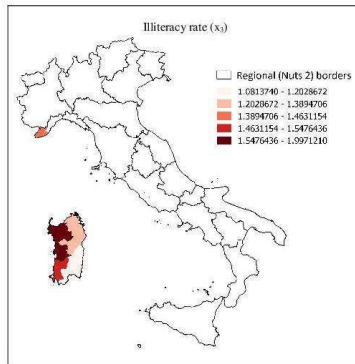 Illiteracy rate (x₃)
Regional (Nuts 2) borders
1.0813740 - 1.2028672
1.2028672 - 1.3894706
1.3894706 - 1.4631154
1.4631154 - 1.5476436
1.5476436 - 1.9971210